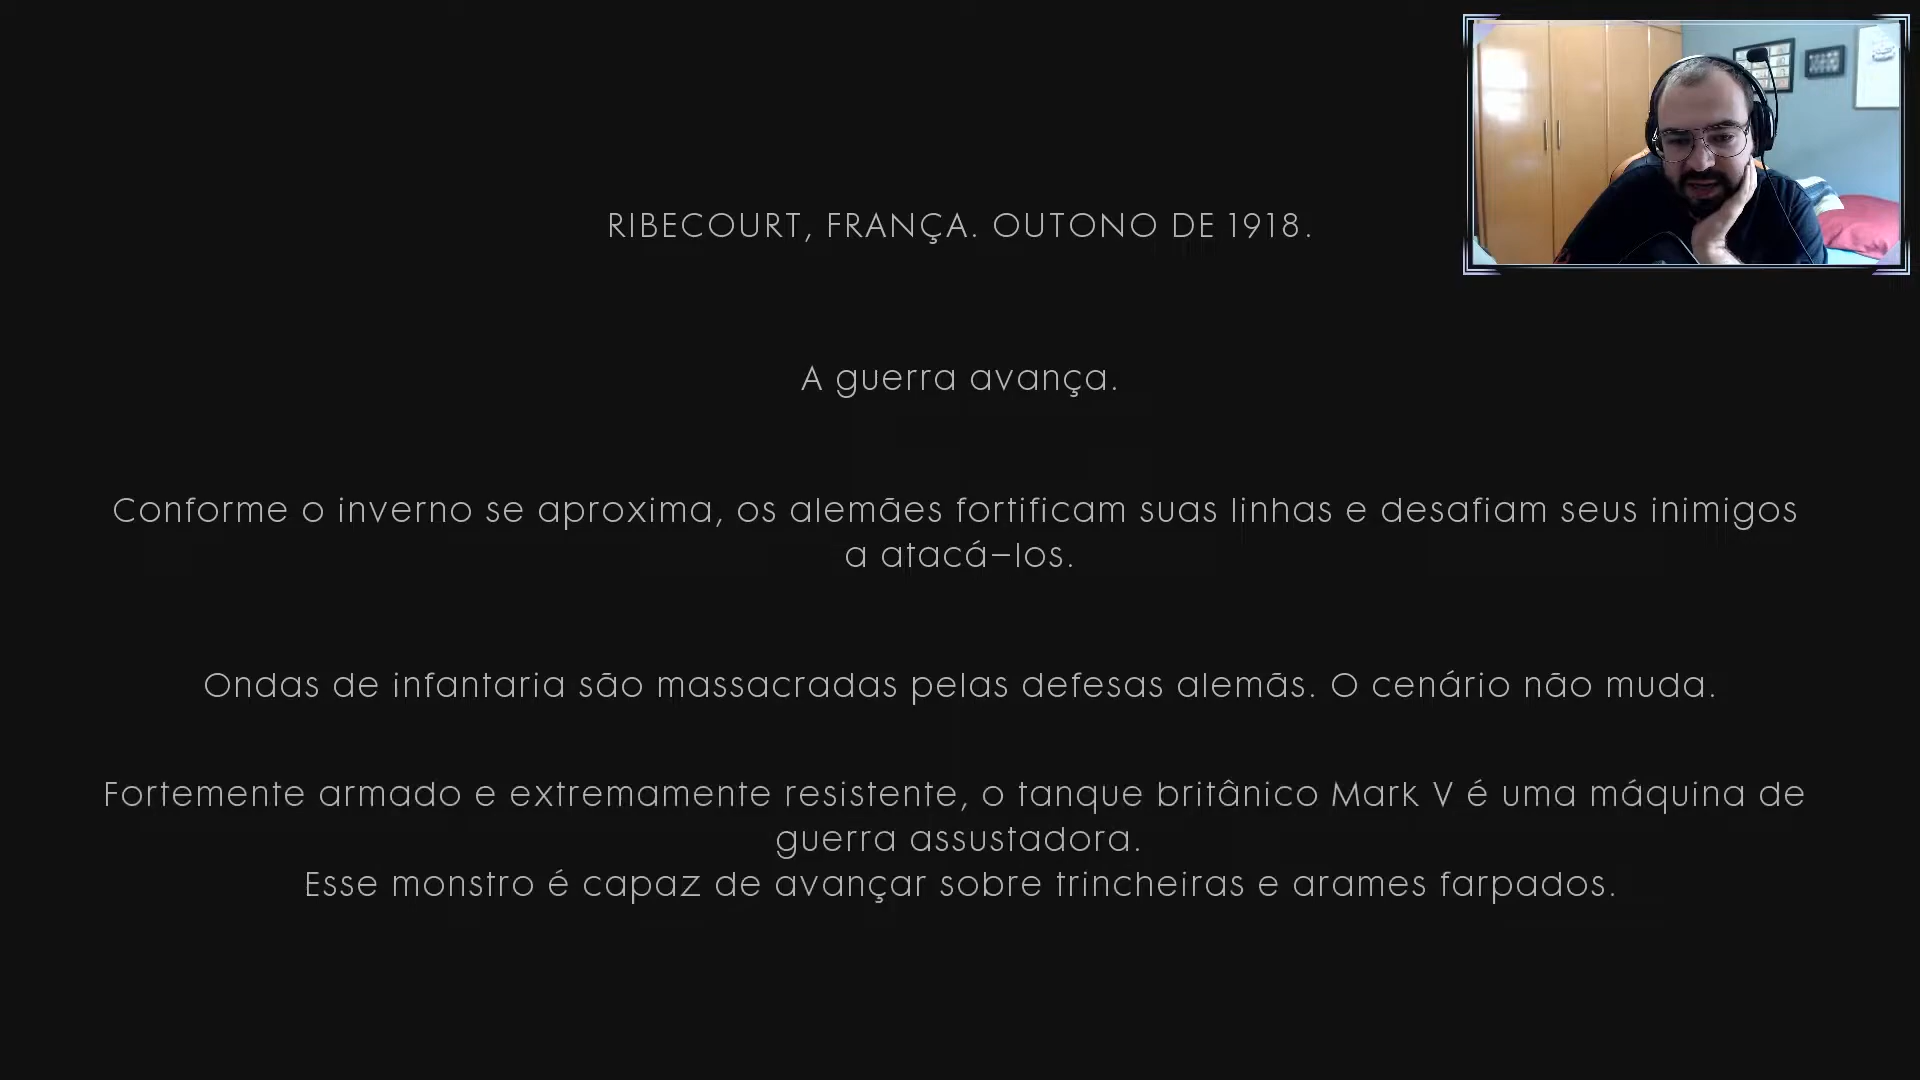 RIBECOURT, FRANÇA. OUTONO DE 1918.
A guerra avança.
Conforme o inverno se aproxima, os alemães fortificam suas linhas e desafiam seus inimigos
a atacá-los.
Ondas de infantaria são massacradas pelas defesas alemãs. O cenário não muda.
Fortemente armado e extremamente resistente, o tanque britânico Mark V é uma máquina de
guerra assustadora.
Esse monstro é capaz de avançar sobre trincheiras e arames farpados.